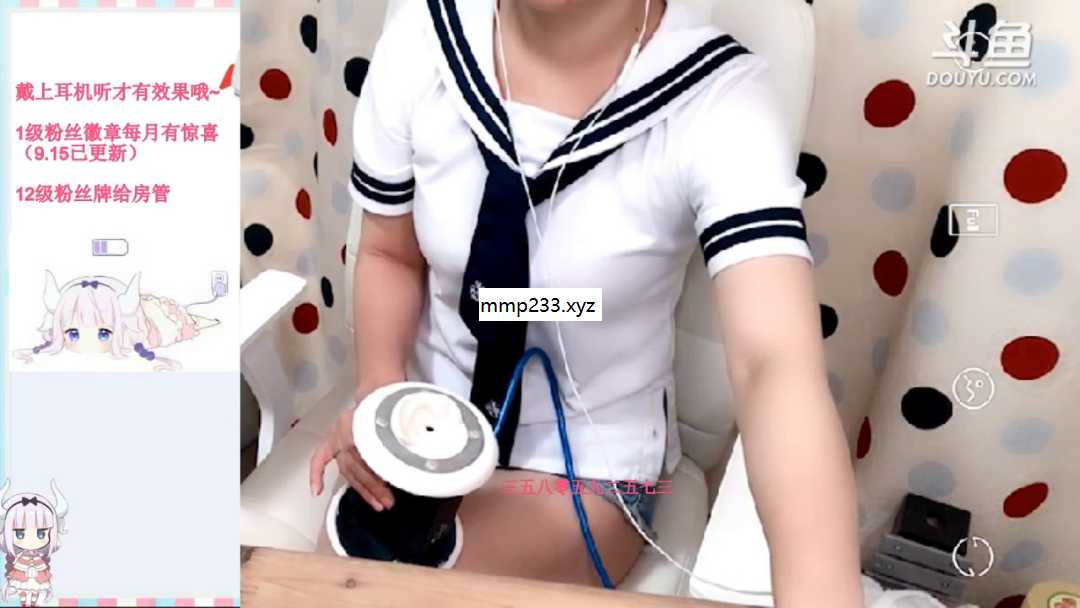 戴上耳机听才有效果哦~
1级粉丝徽章每月有惊喜
（9.15已更新）
12级粉丝牌给房管
斗鱼
DOUYU.COM
mmp233.xyz
三五八零五九二五七三